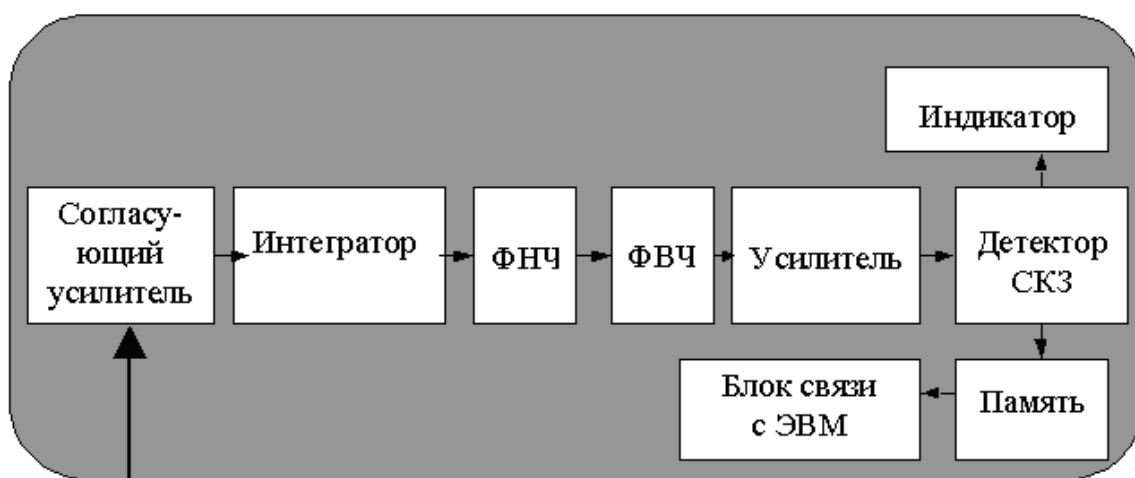 Индикатор
Согласу-
ющий
усилитель
Интегратор
ФНЧ
ФВЧ
Усилитель
Детектор
СКЗ
Блок связи
с ЭВМ
Память